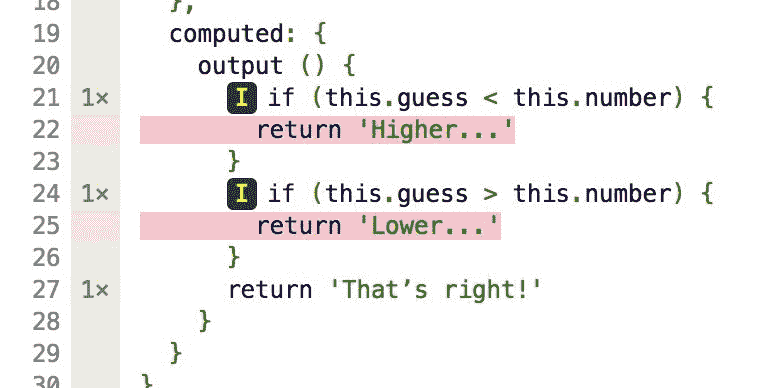 18 },
19 computed: {
20 output () {
21 1× I if (this.guess < this.number) {
22 return 'Higher...'
23 }
24 1× I if (this.guess > this.number) {
25 return 'Lower...'
26 }
27 1× return 'That’s right!'
28 }
29 }
30 }